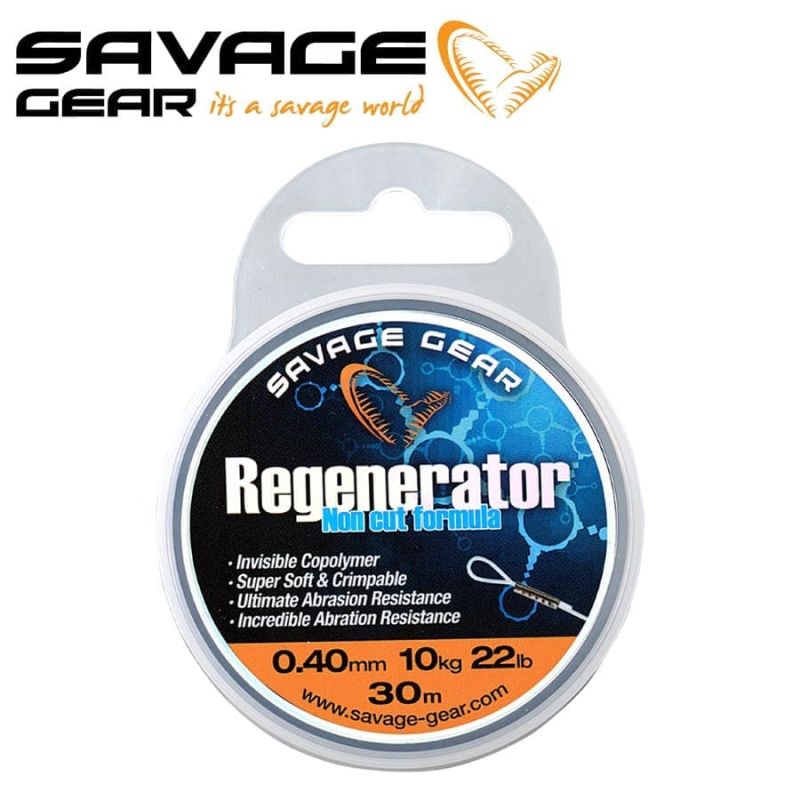 SAVAGE
GEAR its a savage world
SAVAGE GEAR
Regenerator
Non cut formula
· Invisible Copolymer
· Super Soft & Crimpable
· Ultimate Abrasion Resistance
· Incredible Abration Resistance
0.40mm 10kg 22lb
30m
www.savage-gear.com